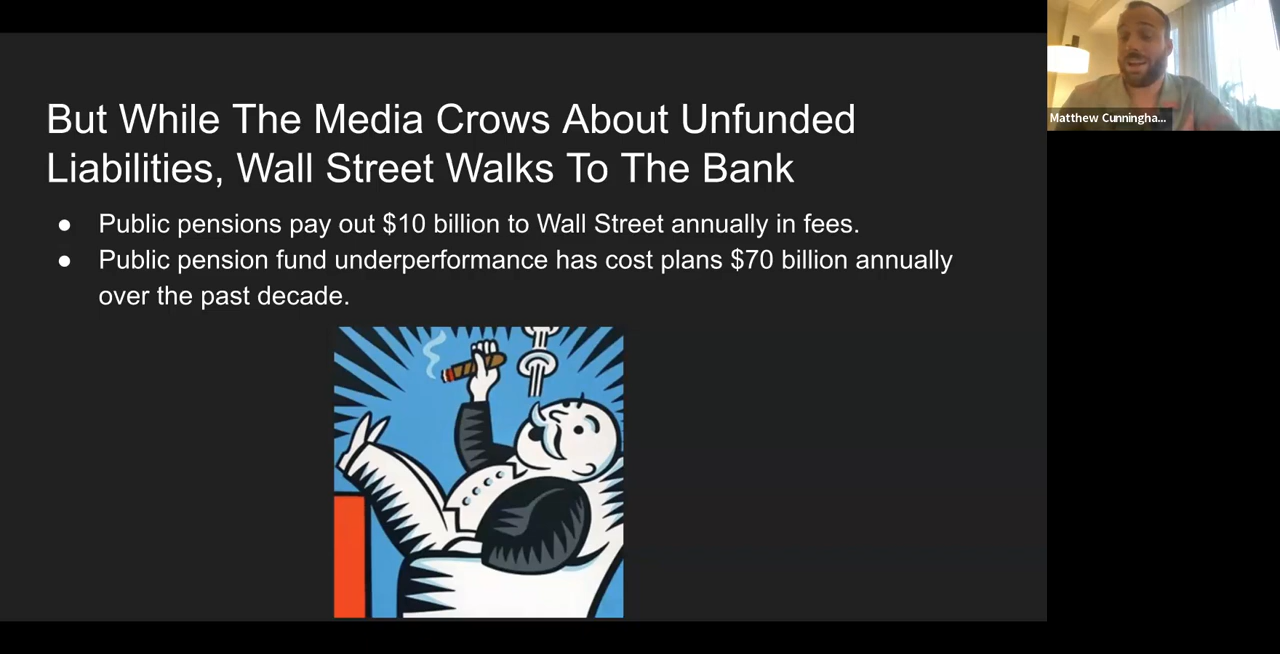 But While The Media Crows About Unfunded
Liabilities, Wall Street Walks To The Bank
● Public pensions pay out $10 billion to Wall Street annually in fees.
● Public pension fund underperformance has cost plans $70 billion annually
over the past decade.
Matthew Cunningha...